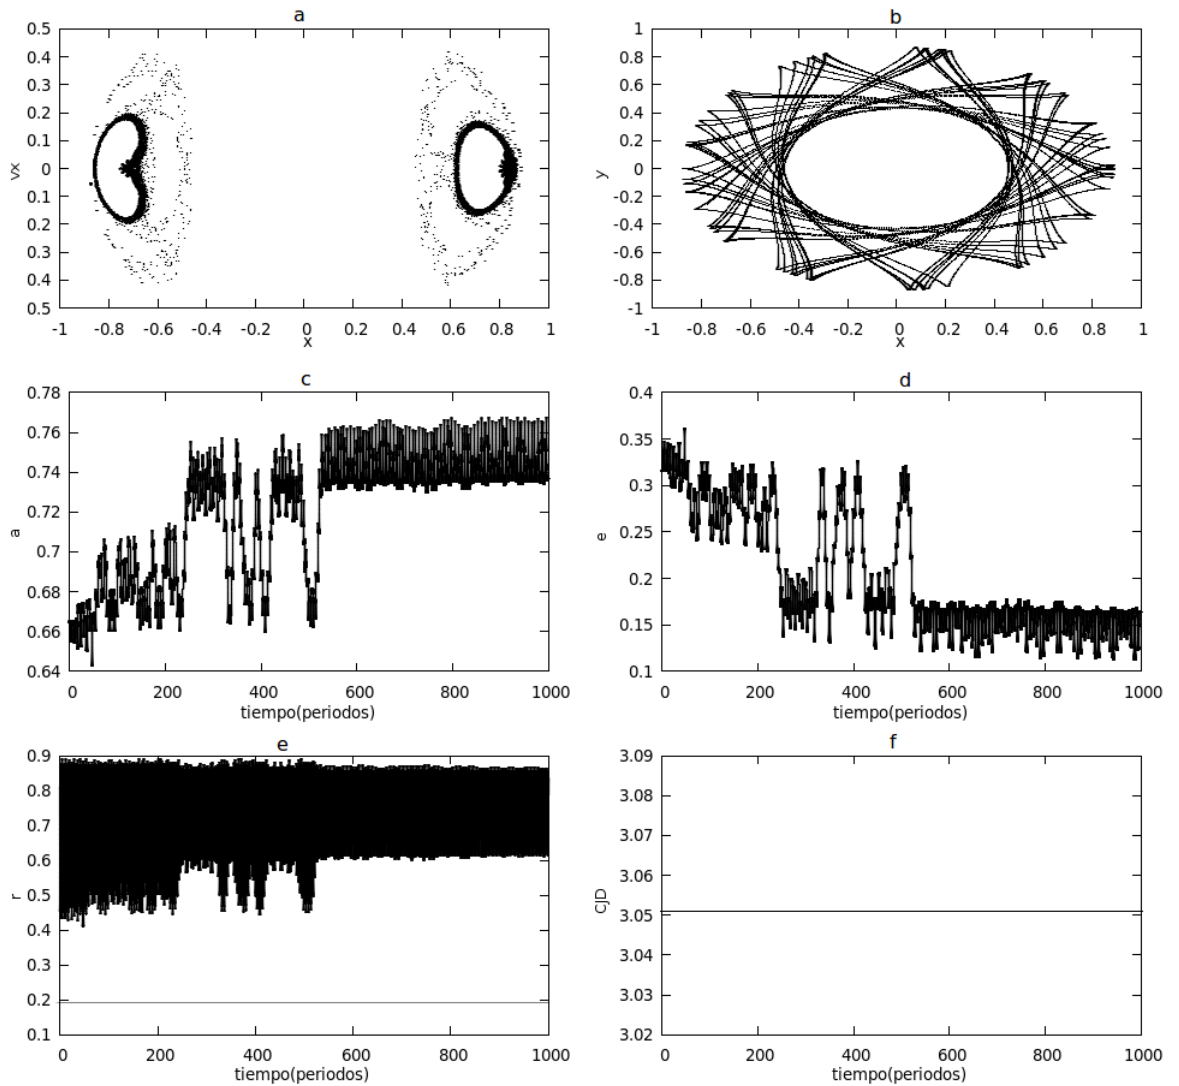 a
0.5
0.4
0.3
0.2
0.1
0
0.1
0.2
0.3
0.4
0.5
vx
-1 -0.8 -0.6 -0.4 -0.2 0 0.2 0.4 0.6 0.8 1
x
b
1
0.8
0.6
0.4
0.2
0
-0.2
-0.4
-0.6
-0.8
-1
y
-1 -0.8 -0.6 -0.4 -0.2 0 0.2 0.4 0.6 0.8 1
x
c
0.78
0.76
0.74
0.72
0.7
0.68
0.66
0.64
a
0 200 400 600 800 1000
tiempo(periodos)
d
0.4
0.35
0.3
0.25
0.2
0.15
0.1
e
0 200 400 600 800 1000
tiempo(periodos)
e
0.9
0.8
0.7
0.6
0.5
0.4
0.3
0.2
0.1
r
0 200 400 600 800 1000
tiempo(periodos)
f
3.09
3.08
3.07
3.06
3.05
3.04
3.03
3.02
CJD
0 200 400 600 800 1000
tiempo(periodos)